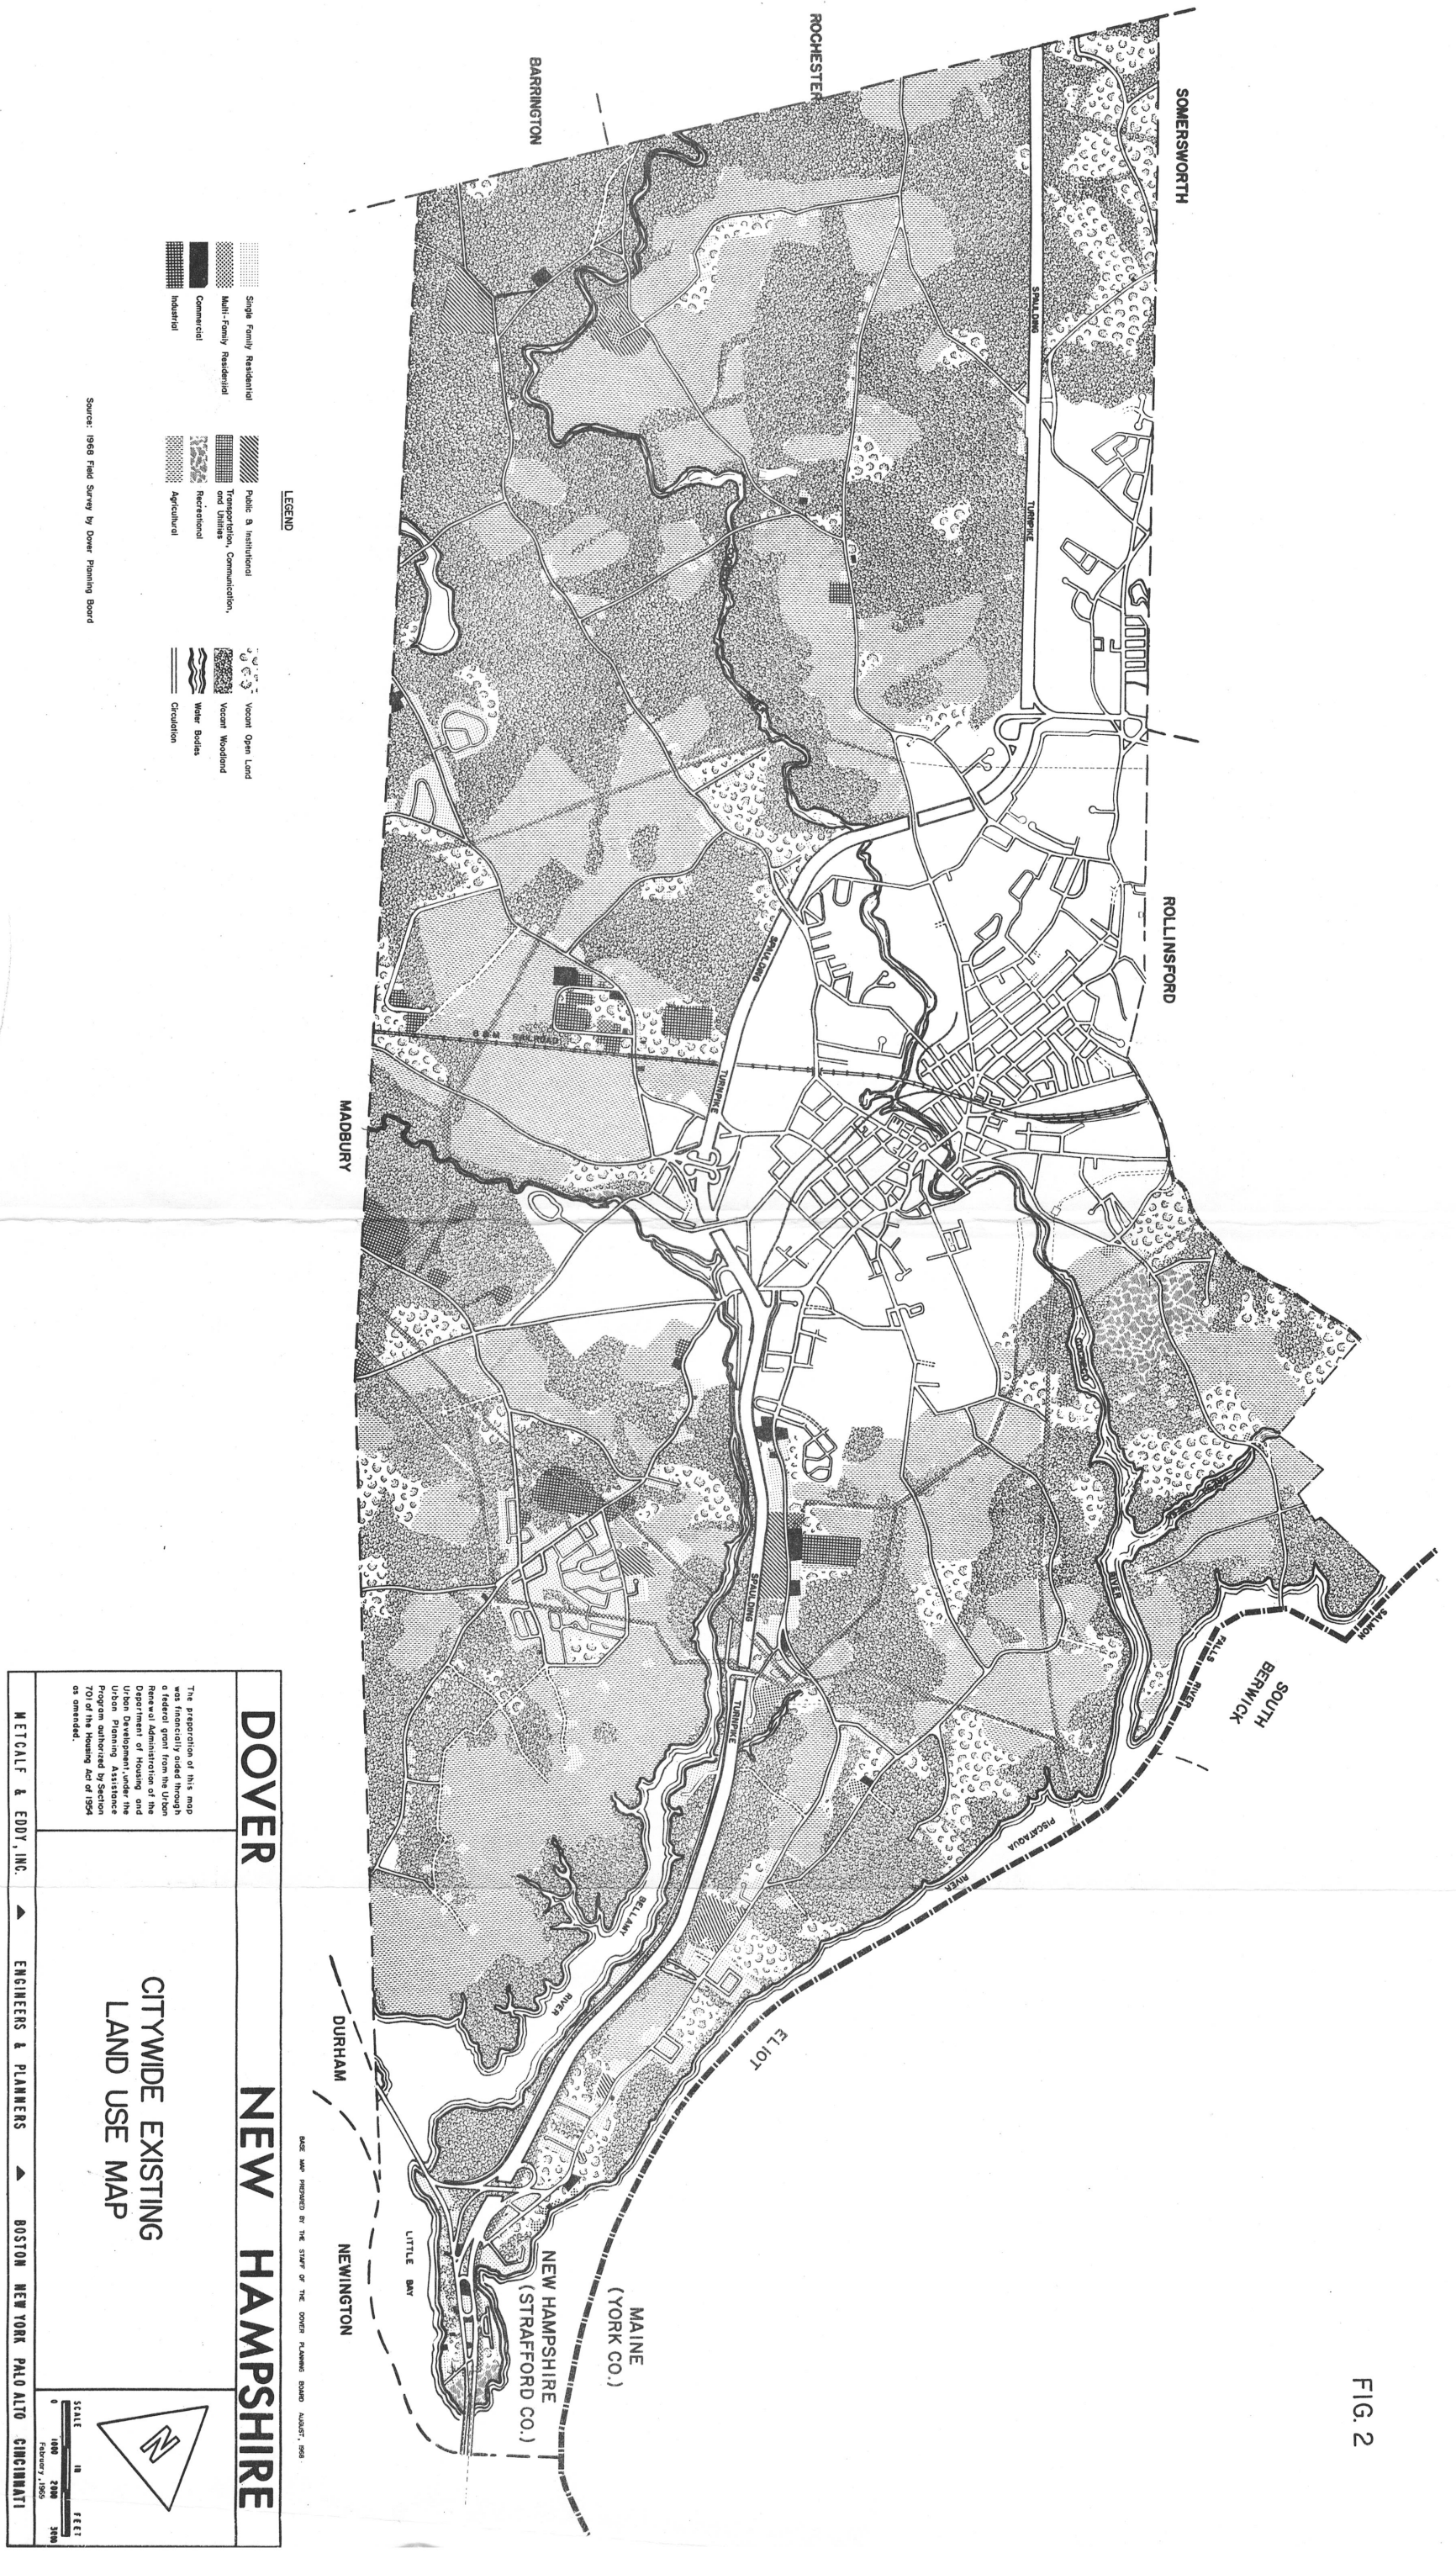 FIG. 2
SOMERSWORTH
ROCHESTER
BARRINGTON
ROLLINSFORD
MADBURY
SOUTH
BERWICK
SALMON
FALLS
RIVER
PISCATAQUA
RIVER
ELIOT
MAINE
(YORK CO.)
NEW HAMPSHIRE
(STRAFFORD CO.)
DURHAM
NEWINGTON
LITTLE BAY
BELLAMY
RIVER
RIVER
SPAULDING
TURNPIKE
SPAULDING
TURNPIKE
SPAULDING
TURNPIKE
B & M RAILROAD
LEGEND
Single Family Residential
Multi-Family Residential
Commercial
Industrial
Public & Institutional
Transportation, Communication,
and Utilities
Recreational
Agricultural
Vacant Open Land
Vacant Woodland
Water Bodies
Circulation
Source: 1968 Field Survey by Dover Planning Board
BASE MAP PREPARED BY THE STAFF OF THE DOVER PLANNING BOARD AUGUST, 1968
DOVER NEW HAMPSHIRE
The preparation of this map
was financially aided through
a federal grant from the Urban
Renewal Administration of the
Department of Housing and
Urban Development, under the
Urban Planning Assistance
Program authorized by Section
701 of the Housing Act of 1954
as amended.
CITYWIDE EXISTING
LAND USE MAP
N
SCALE IN FEET
0 1000 2000 3000
METCALF & EDDY, INC. ▲ ENGINEERS & PLANNERS ▲ BOSTON NEW YORK PALO ALTO CINCINNATI